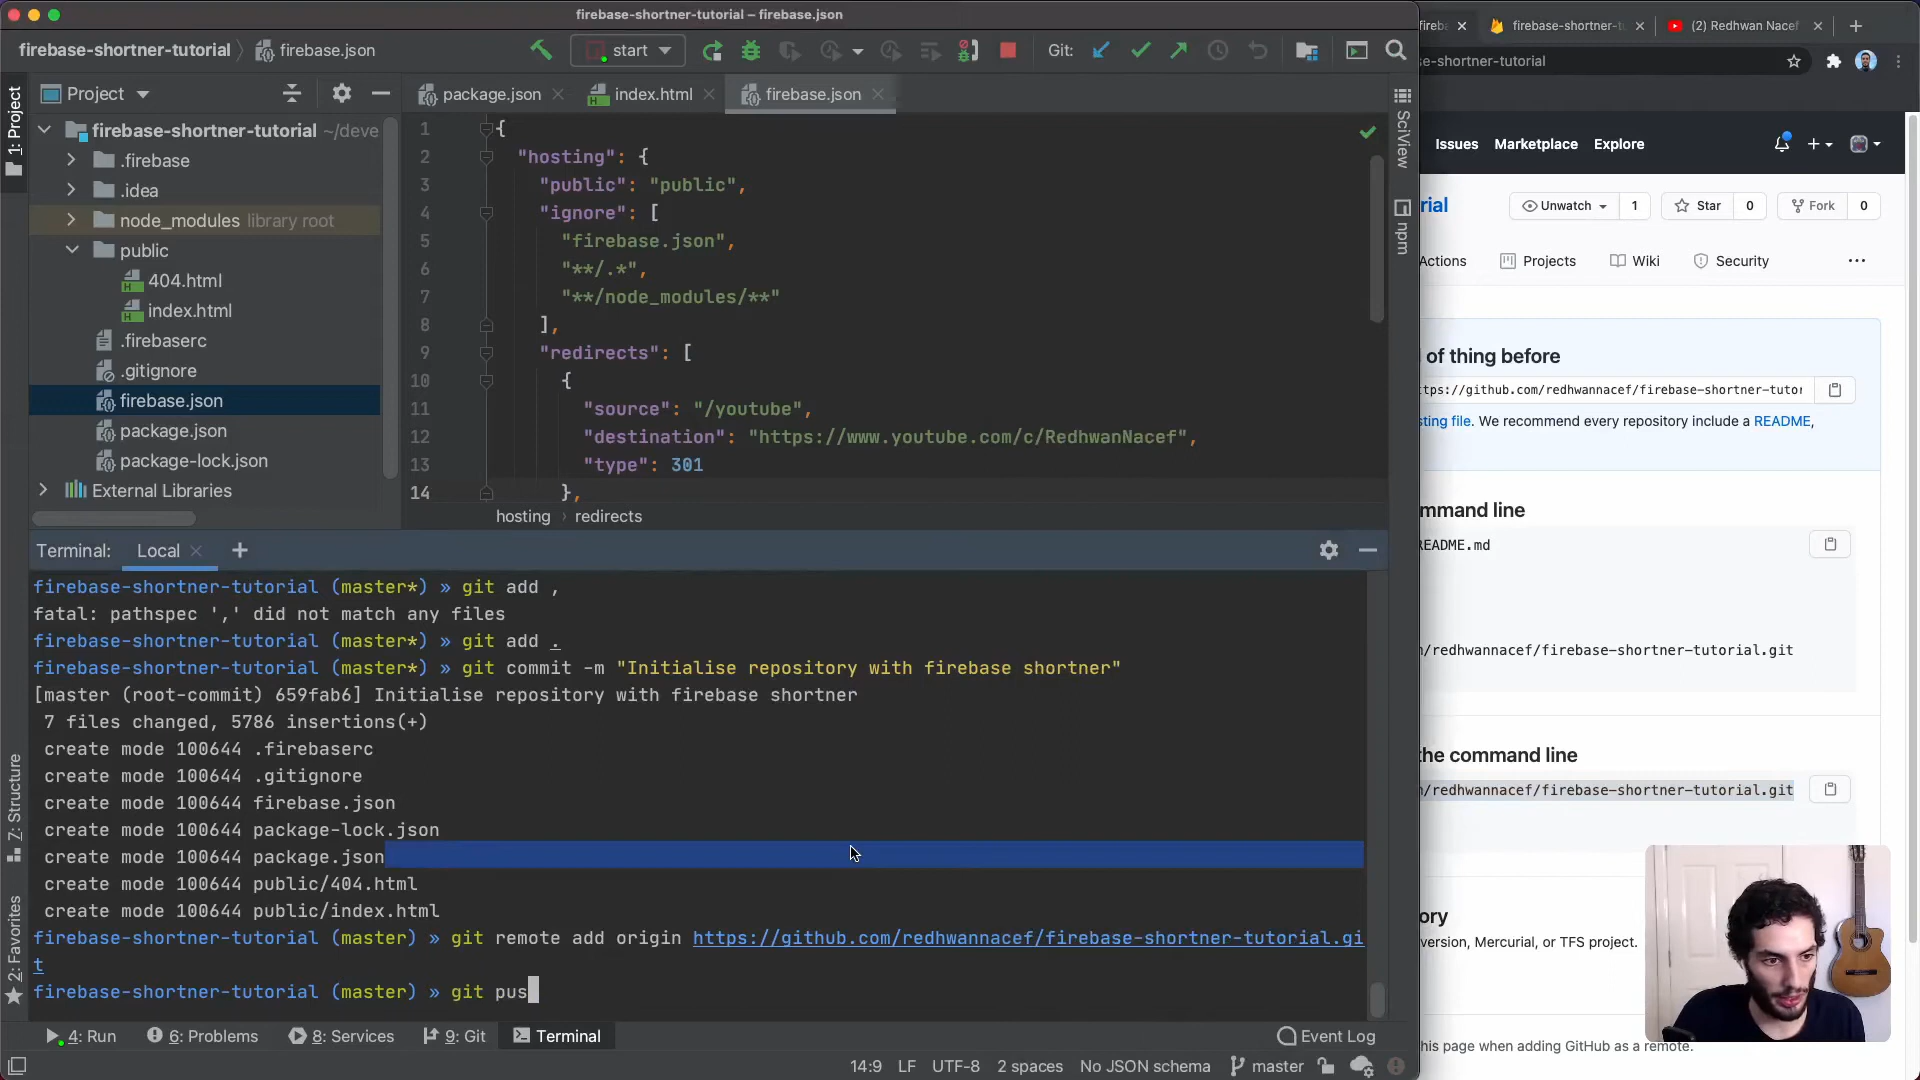 firebase-shortner-tutorial – firebase.json
fireba
firebase-shortner-tu
(2) Redhwan Nacef
firebase-shortner-tutorial
firebase.json
start
Git:
se-shortner-tutorial
Project
package.json
index.html
firebase.json
1: Project
firebase-shortner-tutorial ~/deve
.firebase
.idea
node_modules library root
public
404.html
index.html
.firebaserc
.gitignore
firebase.json
package.json
package-lock.json
External Libraries
1 {
2 "hosting": {
3 "public": "public",
4 "ignore": [
5 "firebase.json",
6 "**/.*",
7 "**/node_modules/**"
8 ],
9 "redirects": [
10 {
11 "source": "/youtube",
12 "destination": "https://www.youtube.com/c/RedhwanNacef",
13 "type": 301
14 },
hosting › redirects
SciView
npm
Issues Marketplace Explore
rial
Unwatch 1
Star 0
Fork 0
Actions
Projects
Wiki
Security
of thing before
ttps://github.com/redhwannacef/firebase-shortner-tutor
sting file. We recommend every repository include a README,
mmand line
README.md
/redhwannacef/firebase-shortner-tutorial.git
the command line
/redhwannacef/firebase-shortner-tutorial.git
ory
version, Mercurial, or TFS project.
his page when adding GitHub as a remote.
Terminal: Local
firebase-shortner-tutorial (master*) » git add ,
fatal: pathspec ',' did not match any files
firebase-shortner-tutorial (master*) » git add .
firebase-shortner-tutorial (master*) » git commit -m "Initialise repository with firebase shortner"
[master (root-commit) 659fab6] Initialise repository with firebase shortner
7 files changed, 5786 insertions(+)
create mode 100644 .firebaserc
create mode 100644 .gitignore
create mode 100644 firebase.json
create mode 100644 package-lock.json
create mode 100644 package.json
create mode 100644 public/404.html
create mode 100644 public/index.html
firebase-shortner-tutorial (master) » git remote add origin https://github.com/redhwannacef/firebase-shortner-tutorial.gi
t
firebase-shortner-tutorial (master) » git pus
7: Structure
2: Favorites
4: Run
6: Problems
8: Services
9: Git
Terminal
Event Log
14:9 LF UTF-8 2 spaces No JSON schema master